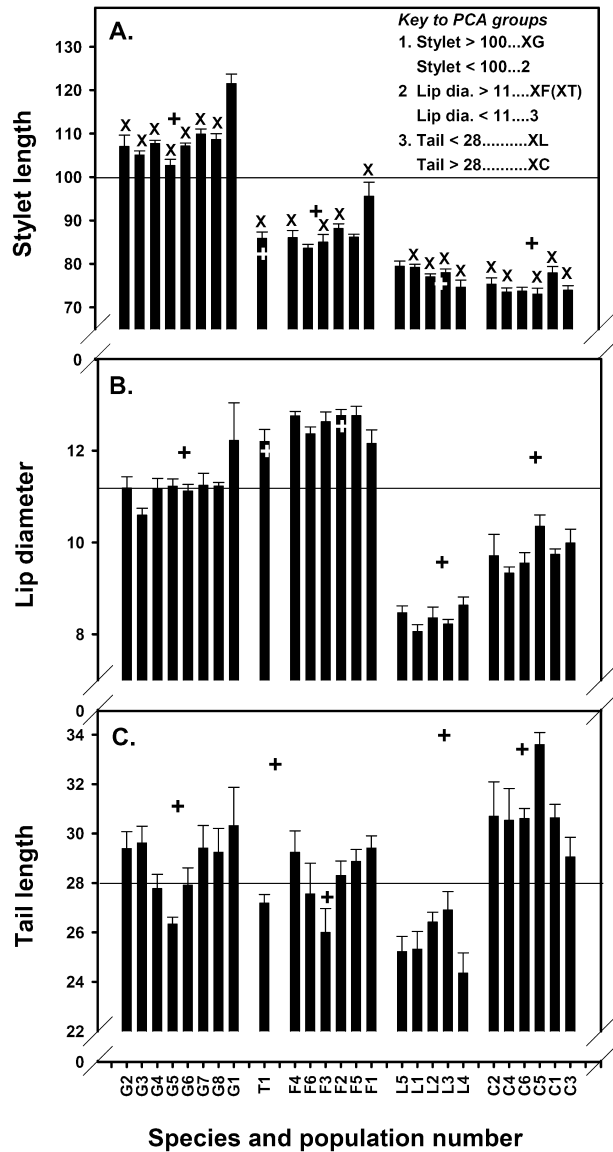 A.
Key to PCA groups
1. Stylet > 100...XG
Stylet < 100...2
2 Lip dia. > 11....XF(XT)
Lip dia. < 11....3
3. Tail < 28..........XL
Tail > 28..........XC
Stylet length
130
120
110
100
90
80
70
0
X X X X + X X X
X + X + X X X
X X X + X X X + X X X
B.
Lip diameter
12
10
8
0
+ + + + +
C.
Tail length
34
32
30
28
26
24
22
0
+ + + + +
G2 G3 G4 G5 G6 G7 G8 G1 T1 F4 F6 F3 F2 F5 F1 L5 L1 L2 L3 L4 C2 C4 C6 C5 C1 C3
Species and population number